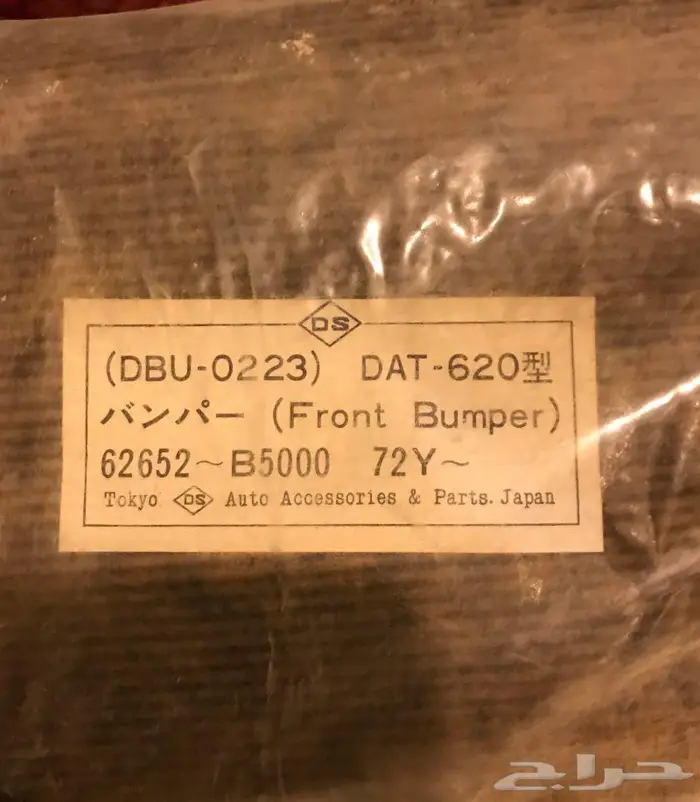 DS
(DBU-0223) DAT-620型
バンパー (Front Bumper)
62652~B5000 72Y~
Tokyo DS Auto Accessories & Parts. Japan
حراج